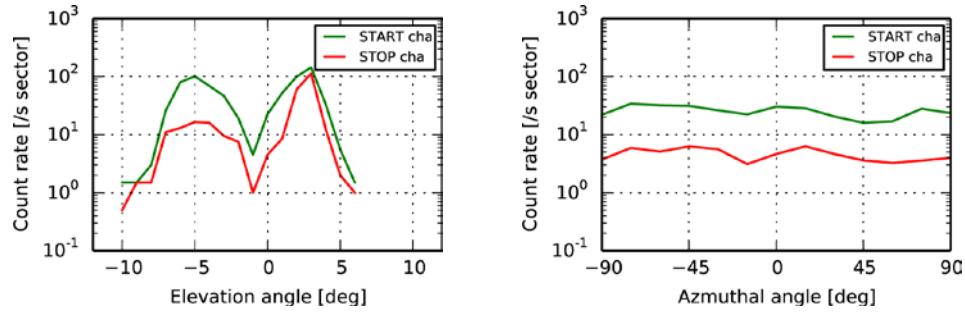 10³
10²
10¹
10⁰
10⁻¹
Count rate [/s sector]
START cha
STOP cha
−10 −5 0 5 10
Elevation angle [deg]
10³
10²
10¹
10⁰
10⁻¹
Count rate [/s sector]
START cha
STOP cha
−90 −45 0 45 90
Azmuthal angle [deg]